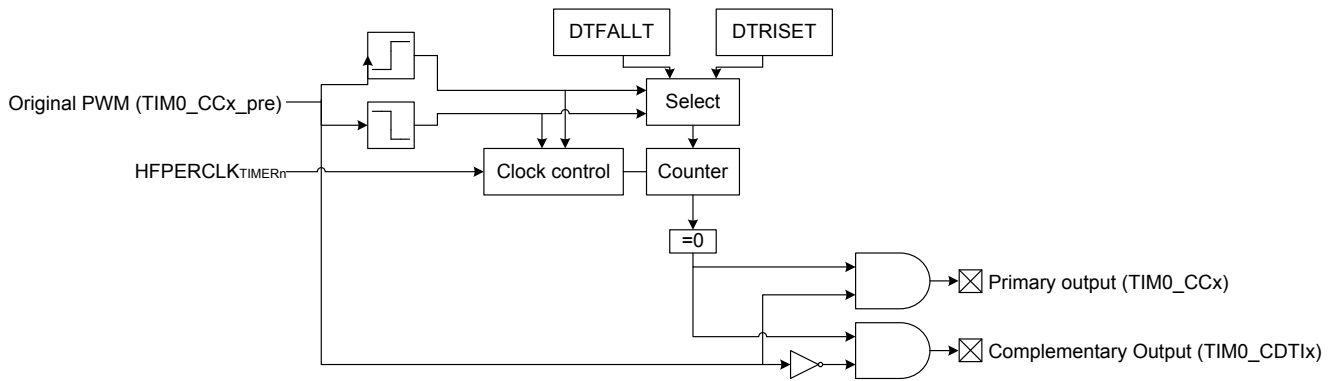 DTFALLT
DTRISET
Original PWM (TIM0_CCx_pre)
Select
HFPERCLKTIMERn
Clock control
Counter
=0
Primary output (TIM0_CCx)
Complementary Output (TIM0_CDTIx)